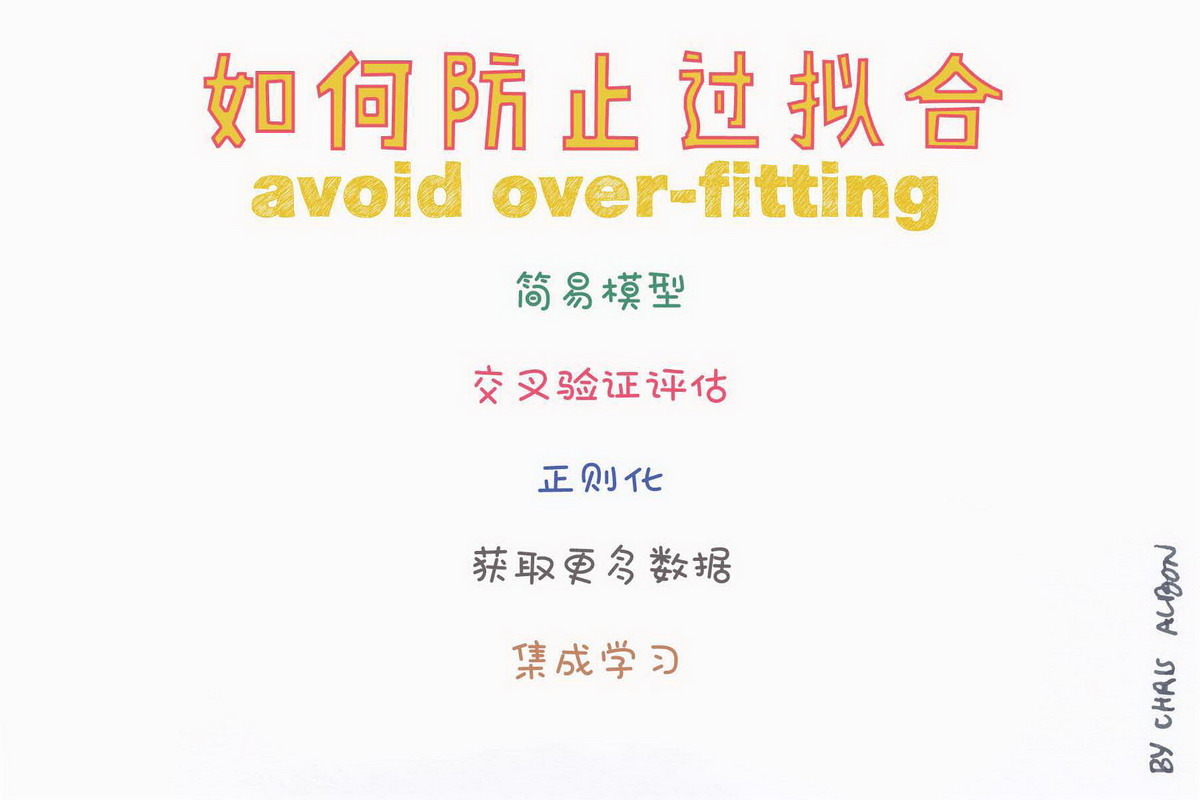 如何防止过拟合
avoid over-fitting
简易模型
交叉验证评估
正则化
获取更多数据
集成学习
BY CHRIS ALBON